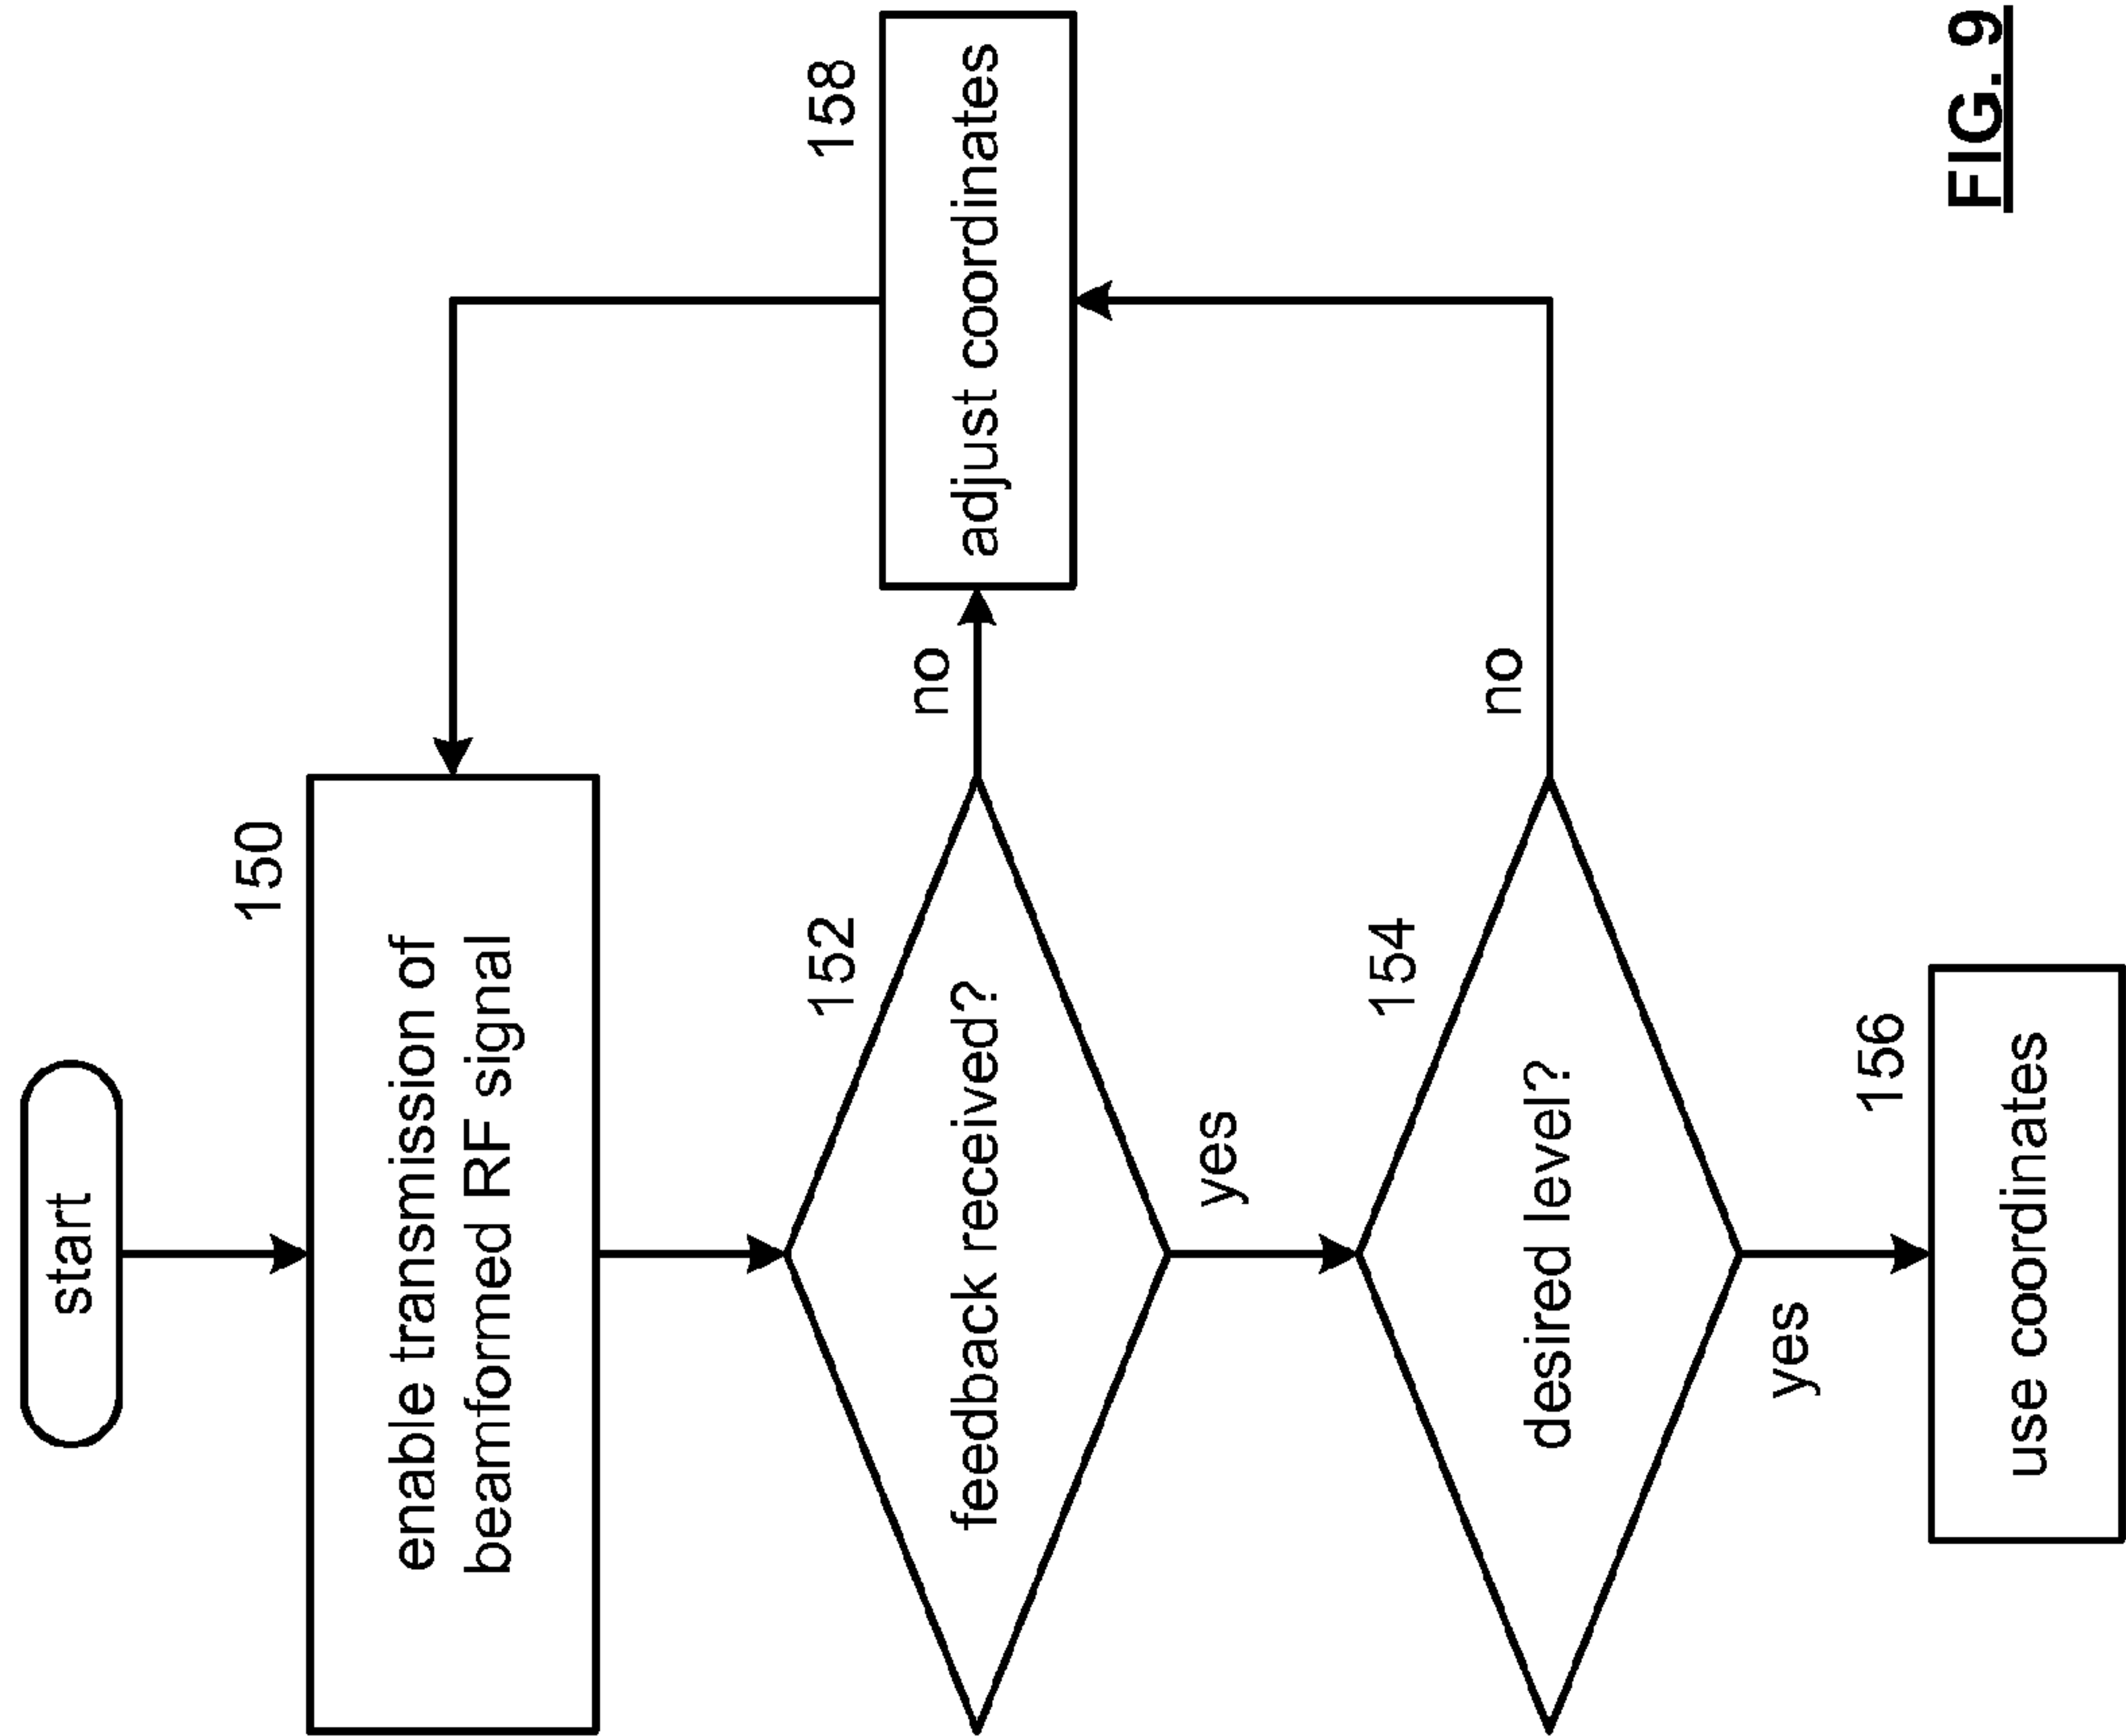 start
150
enable transmission of
beamformed RF signal
152
feedback received?
no
158
adjust coordinates
yes
154
desired level?
no
yes
156
use coordinates
FIG. 9